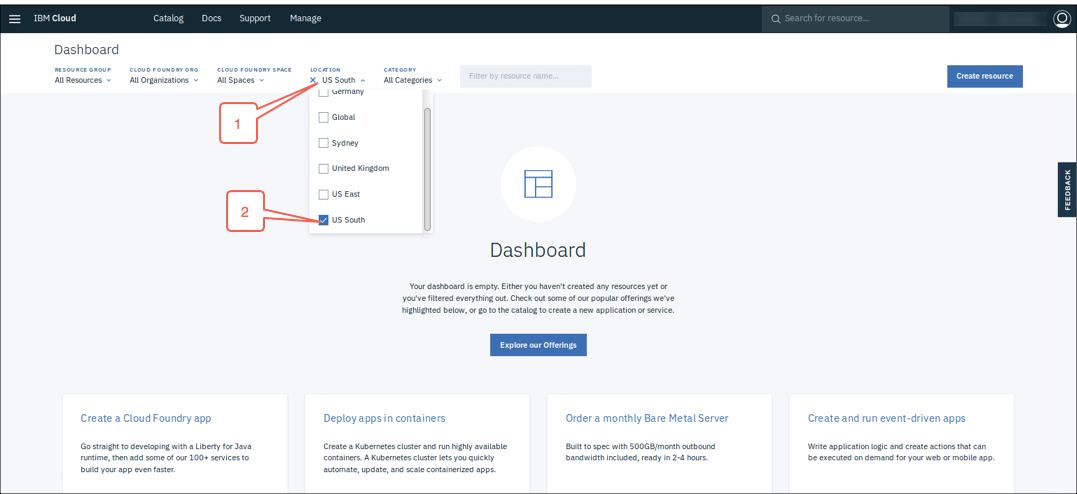 IBM Cloud Catalog Docs Support Manage Search for resource...
Dashboard
RESOURCE GROUP CLOUD FOUNDRY ORG CLOUD FOUNDRY SPACE LOCATION CATEGORY
All Resources All Organizations All Spaces US South All Categories Filter by resource name... Create resource
Germany
1
Global
Sydney
United Kingdom
US East
2
US South
FEEDBACK
Dashboard
Your dashboard is empty. Either you haven't created any resources yet or
you've filtered everything out. Check out some of our popular offerings we've
highlighted below, or go to the catalog to create a new application or service.
Explore our Offerings
Create a Cloud Foundry app
Go straight to developing with a Liberty for Java
runtime, then add some of our 100+ services to
build your app even faster.
Deploy apps in containers
Create a Kubernetes cluster and run highly available
containers. A Kubernetes cluster lets you quickly
automate, update, and scale containerized apps.
Order a monthly Bare Metal Server
Built to spec with 500GB/month outbound
bandwidth included, ready in 2-4 hours.
Create and run event-driven apps
Write application logic and create actions that can
be executed on demand for your web or mobile app.